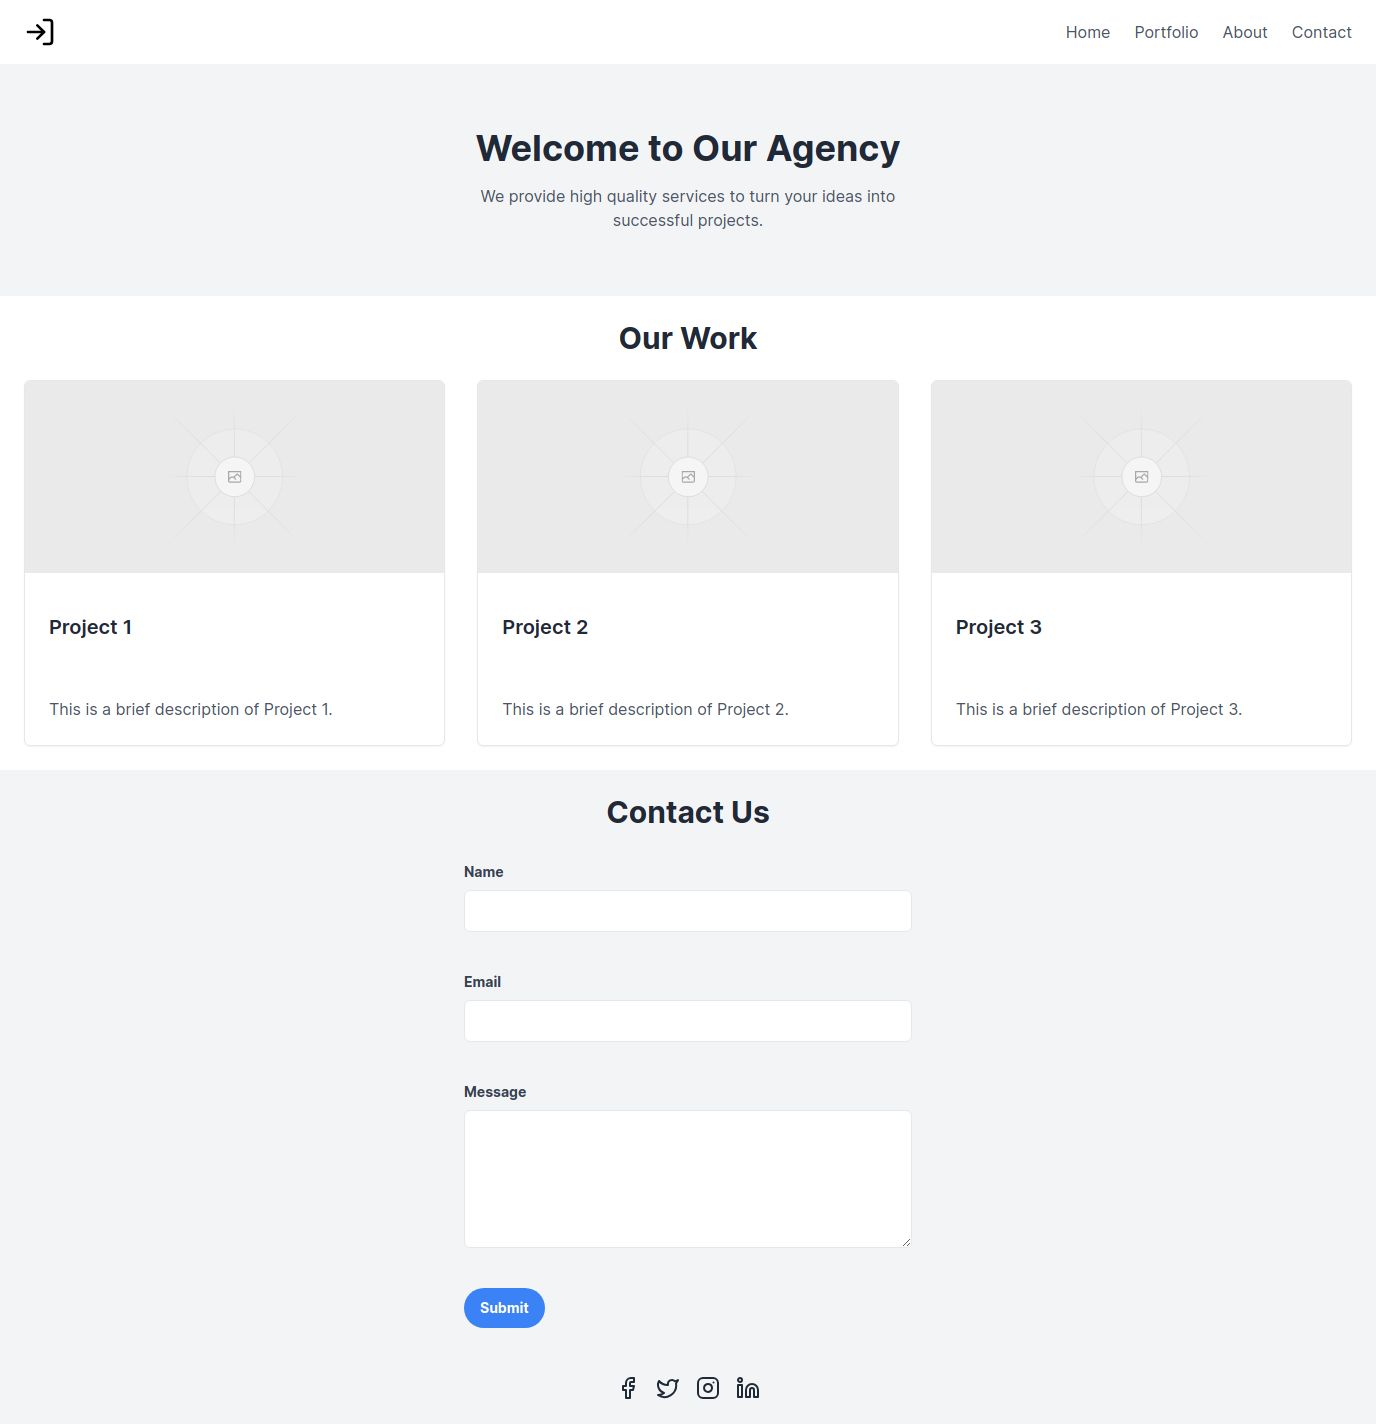 Home Portfolio About Contact
Welcome to Our Agency
We provide high quality services to turn your ideas into
successful projects.
Our Work
Project 1
This is a brief description of Project 1.
Project 2
This is a brief description of Project 2.
Project 3
This is a brief description of Project 3.
Contact Us
Name
Email
Message
Submit